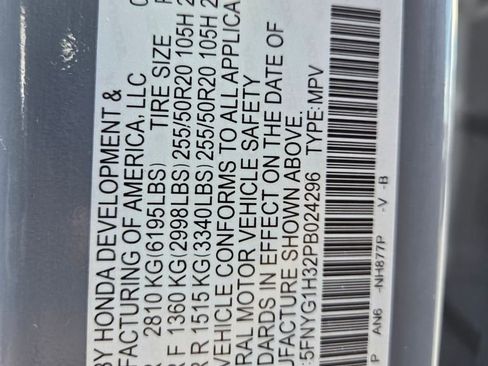 BY HONDA DEVELOPMENT &
FACTURING OF AMERICA, LLC
2810 KG(6195LBS) TIRE SIZE
R F 1360 KG(2998LBS) 255/50R20 105H 2
R R 1515 KG(3340LBS) 255/50R20 105H 2
VEHICLE CONFORMS TO ALL APPLICA
RAL MOTOR VEHICLE SAFETY
DARDS IN EFFECT ON THE DATE OF
UFACTURE SHOWN ABOVE.
:5FNYG1H32PB024296 TYPE:MPV
P AN6 -NH877P -V -B